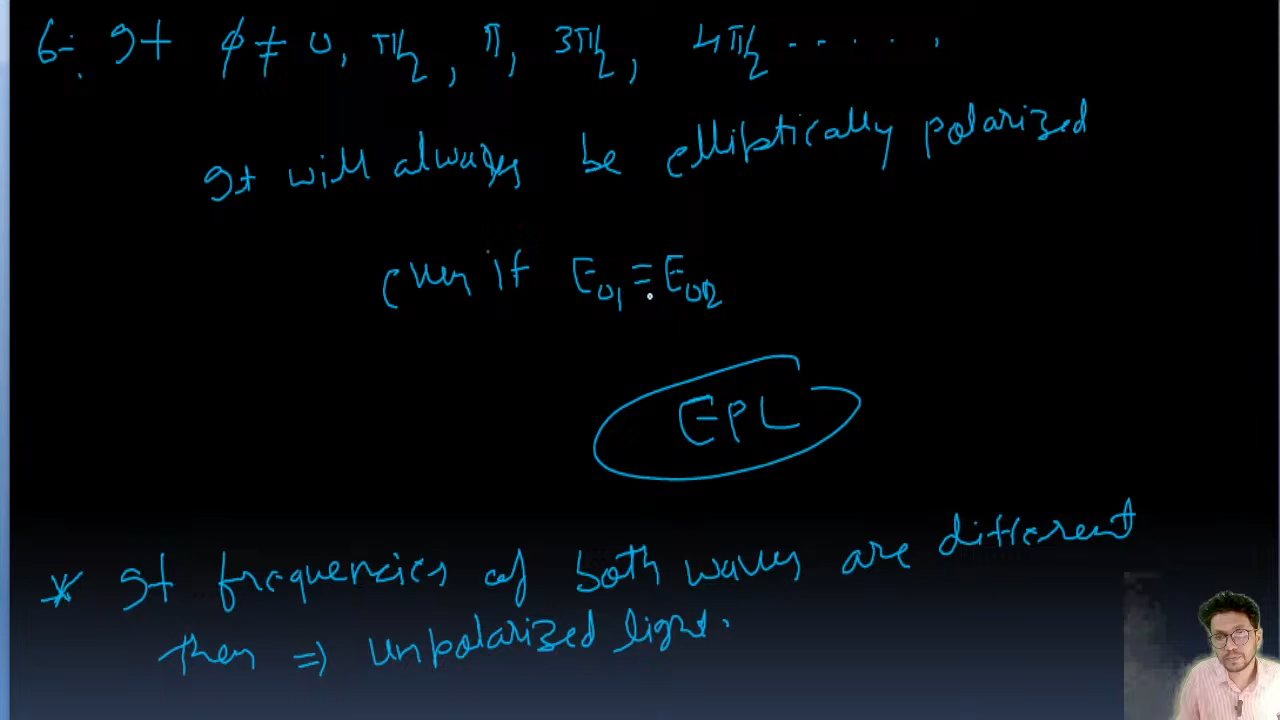 6:- If ϕ ≠ 0, π/2, π, 3π/2, 4π/2 ......
It will always be elliptically polarized
even if E01 = E02
EPL
* If frequencies of both waves are different
then ⇒ unpolarized light.